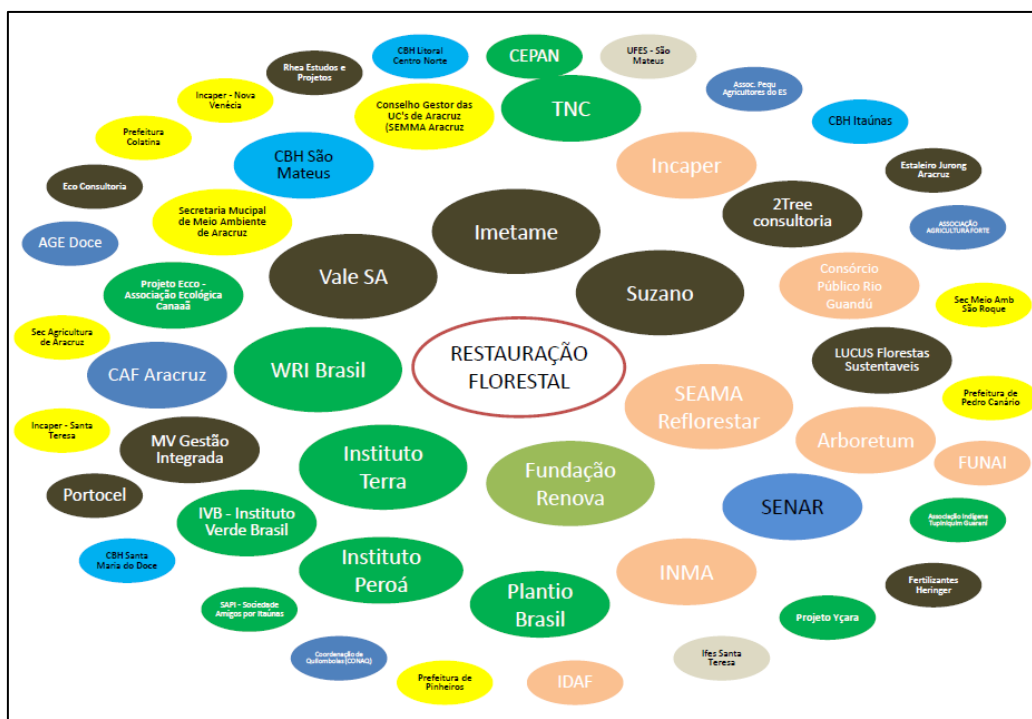 CBH Litoral
Centro Norte
CEPAN
UFES - São
Mateus
Rhea Estudos e
Projetos
Assoc. Pequ
Agricultores do ES
Incaper - Nova
Venécia
Conselho Gestor das
UC's de Aracruz
(SEMMA Aracruz
TNC
CBH Itaúnas
Prefeitura
Colatina
CBH São
Mateus
Incaper
Estaleiro Jurong
Aracruz
Eco Consultoria
2Tree
consultoria
Secretaria Mucipal
de Meio Ambiente
de Aracruz
Imetame
ASSOCIAÇÃO
AGRICULTURA FORTE
AGE Doce
Vale SA
Suzano
Consórcio
Público Rio
Guandú
Projeto Ecco -
Associação Ecológica
Canaaã
Sec Meio Amb
São Roque
Sec Agricultura
de Aracruz
CAF Aracruz
WRI Brasil
RESTAURAÇÃO
FLORESTAL
LUCUS Florestas
Sustentaveis
SEAMA
Reflorestar
Prefeitura de
Pedro Canário
Incaper - Santa
Teresa
MV Gestão
Integrada
Arboretum
Instituto
Terra
Fundação
Renova
FUNAI
Portocel
SENAR
IVB - Instituto
Verde Brasil
Associação Indígena
Tupiniquim Guarani
CBH Santa
Maria do Doce
Instituto
Peroá
INMA
Fertilizantes
Heringer
Plantio
Brasil
SAPI - Sociedade
Amigos por Itaúnas
Projeto Yçara
Coordenação de
Quilombolas (CONAQ)
Ifes Santa
Teresa
Prefeitura de
Pinheiros
IDAF